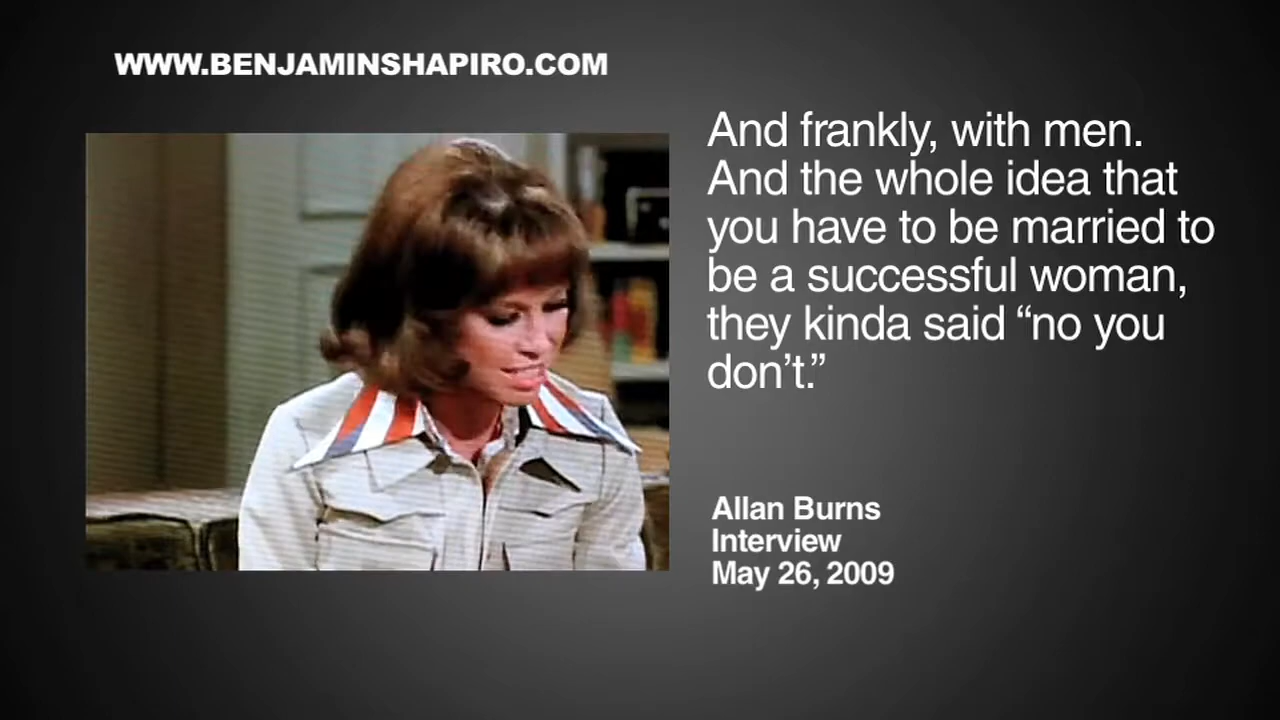 WWW.BENJAMINSHAPIRO.COM
And frankly, with men.
And the whole idea that
you have to be married to
be a successful woman,
they kinda said “no you
don’t.”
Allan Burns
Interview
May 26, 2009